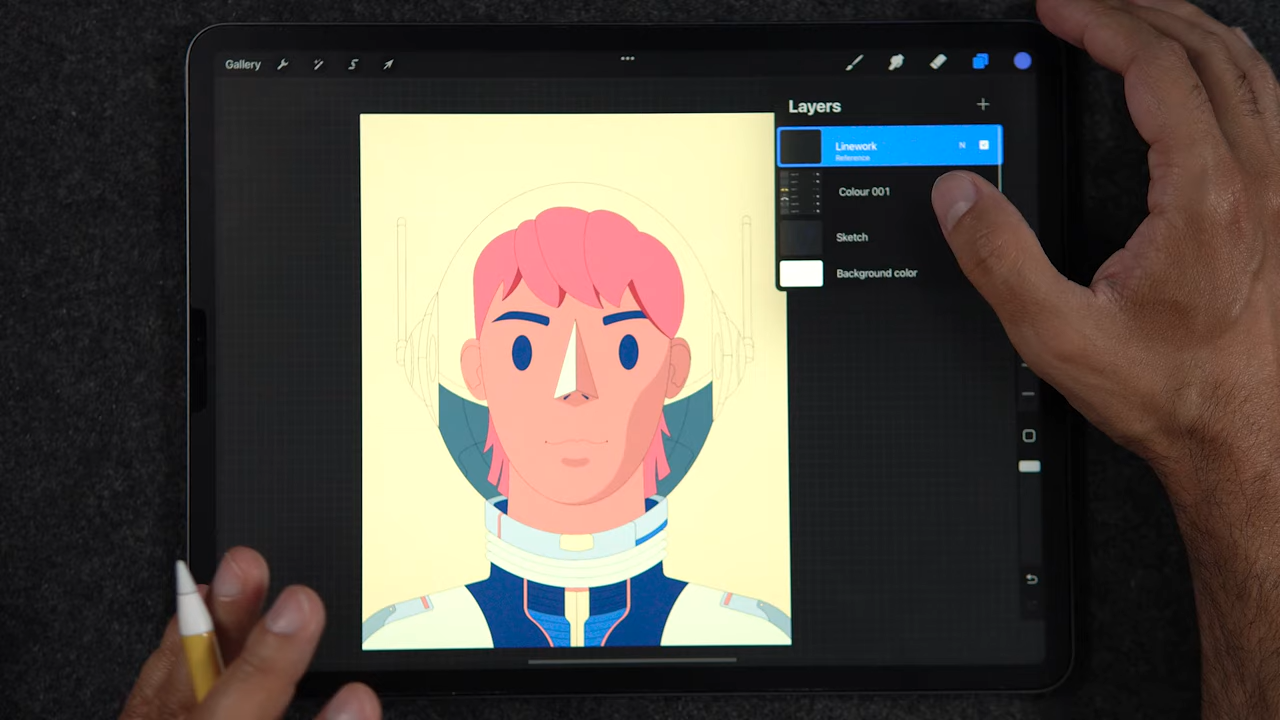 Gallery
Layers
Linework
N
Reference
Colour 001
Sketch
Background color